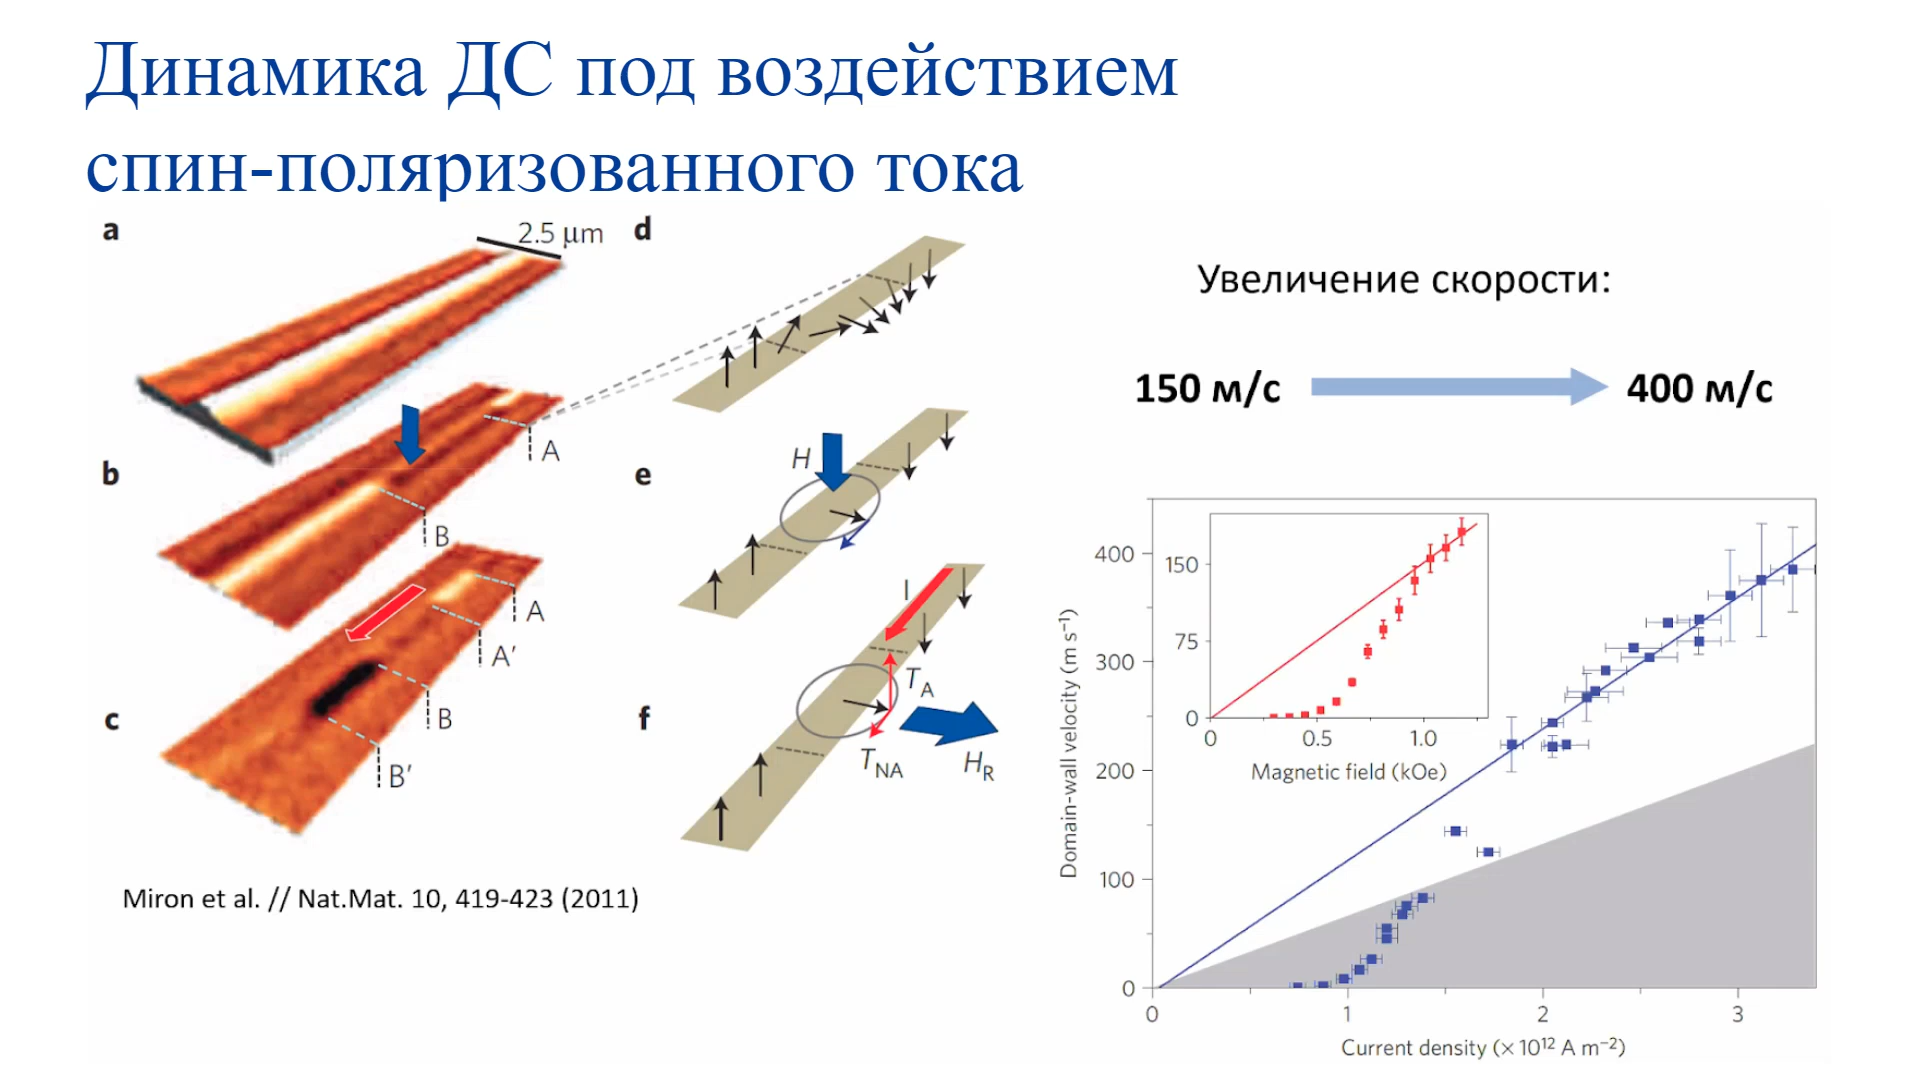 Динамика ДС под воздействием
спин-поляризованного тока
a
2.5 μm
A
b
B
A
A′
B
c
B′
d
e
H
f
I
T_A
T_NA
H_R
Miron et al. // Nat.Mat. 10, 419-423 (2011)
Увеличение скорости:
150 м/с
400 м/с
Domain-wall velocity (m s⁻¹)
400
300
200
100
0
0
1
2
3
Current density (× 10¹² A m⁻²)
150
75
0
0
0.5
1.0
Magnetic field (kOe)